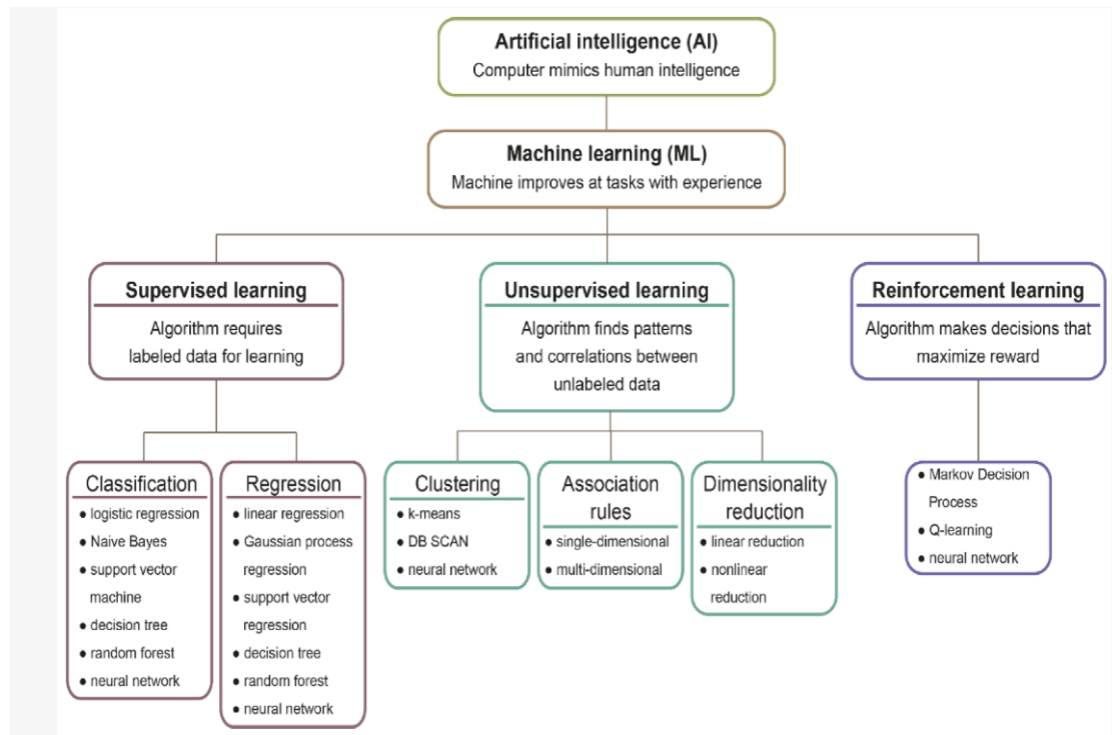 Artificial intelligence (AI)
Computer mimics human intelligence
Machine learning (ML)
Machine improves at tasks with experience
Supervised learning
Algorithm requires
labeled data for learning
Unsupervised learning
Algorithm finds patterns
and correlations between
unlabeled data
Reinforcement learning
Algorithm makes decisions that
maximize reward
Classification
● logistic regression
● Naive Bayes
● support vector
machine
● decision tree
● random forest
● neural network
Regression
● linear regression
● Gaussian process
regression
● support vector
regression
● decision tree
● random forest
● neural network
Clustering
● k-means
● DB SCAN
● neural network
Association
rules
● single-dimensional
● multi-dimensional
Dimensionality
reduction
● linear reduction
● nonlinear
reduction
● Markov Decision
Process
● Q-learning
● neural network